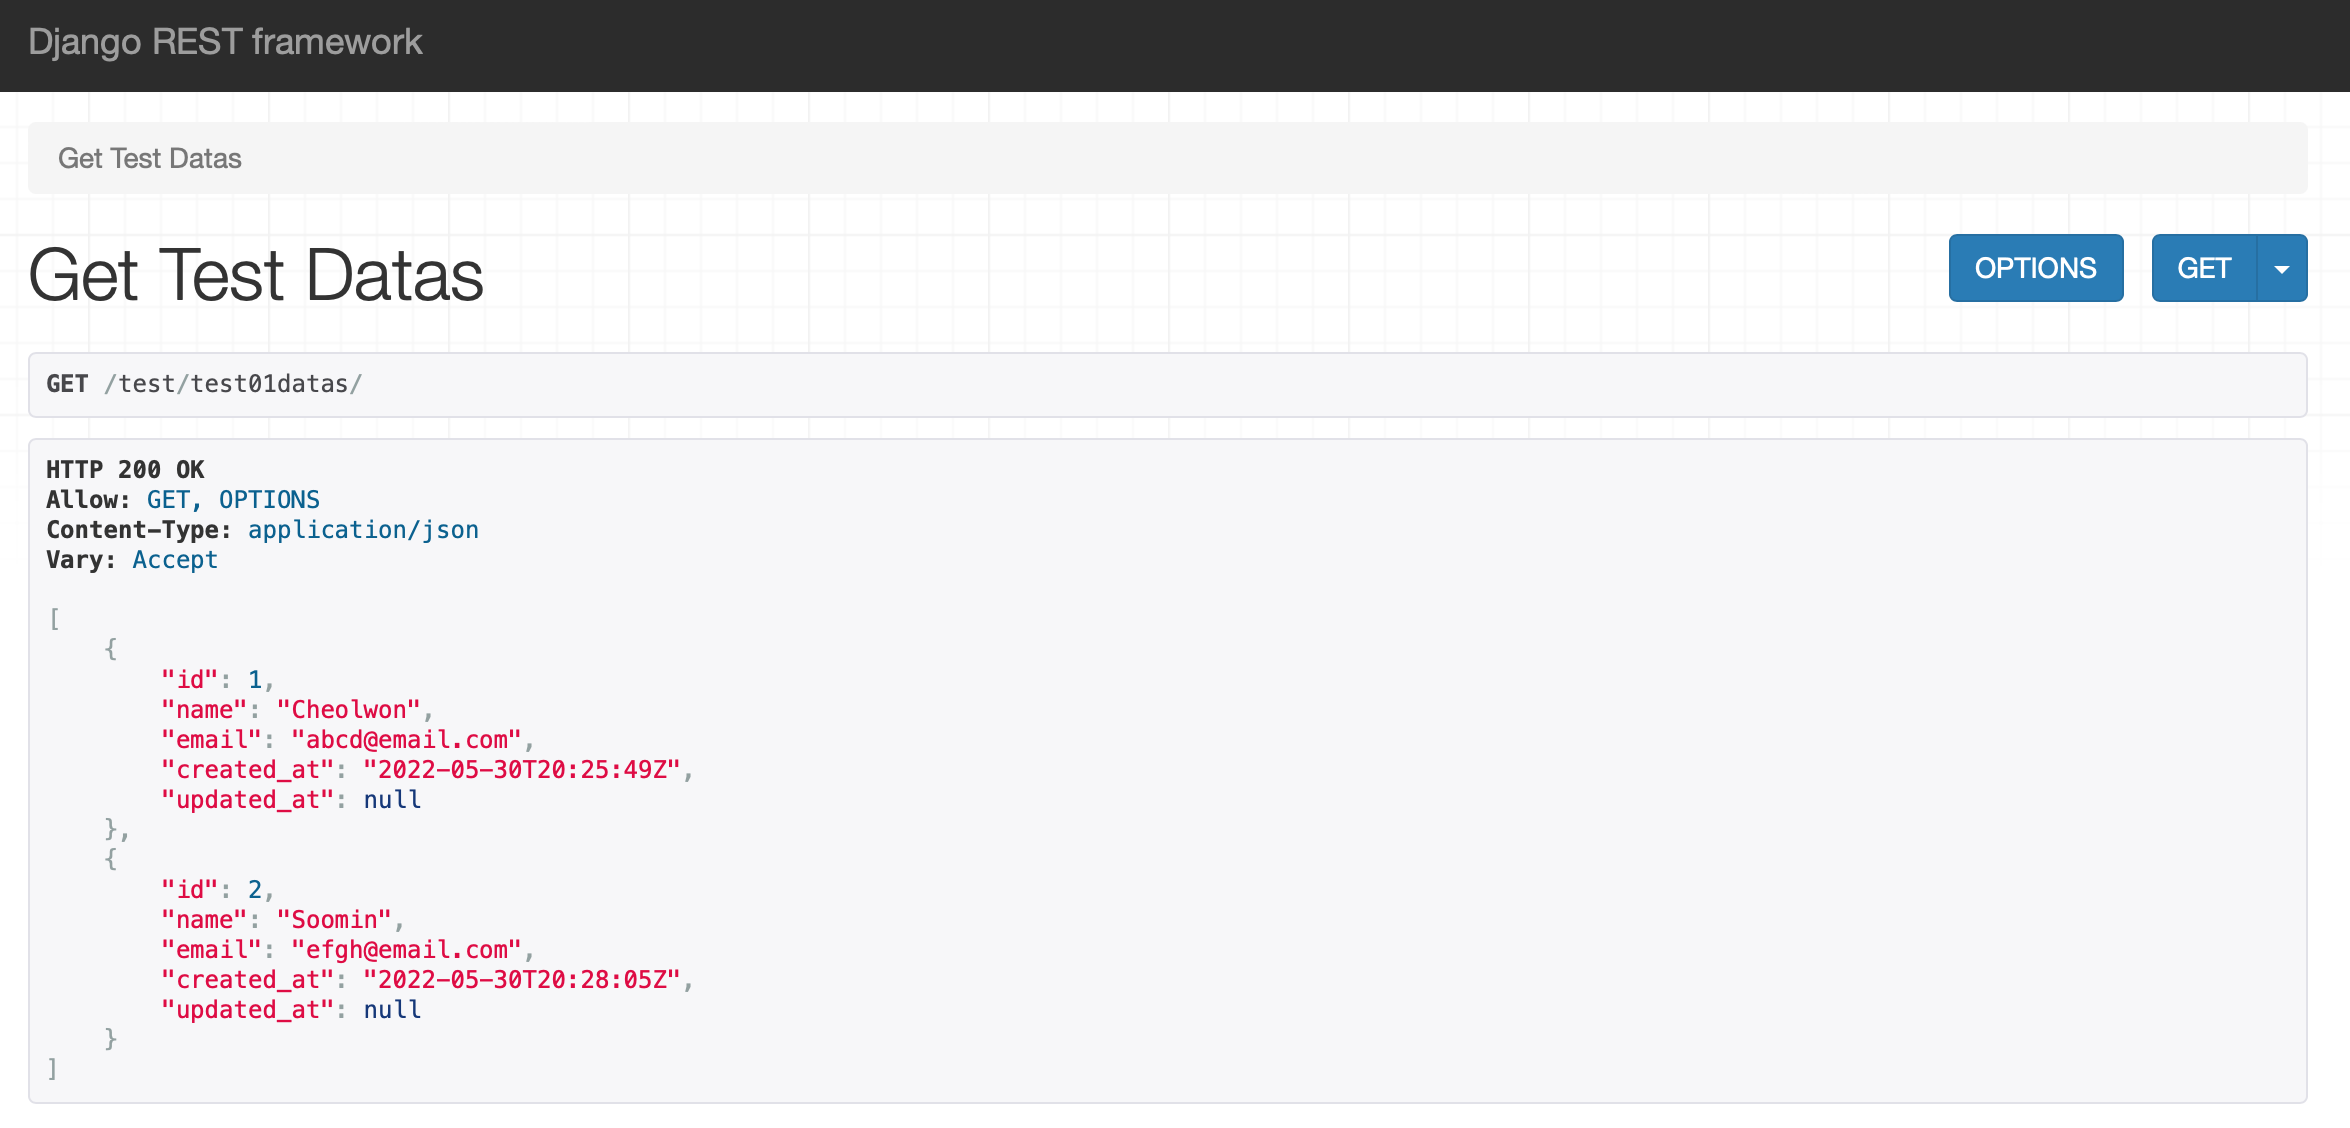 Django REST framework
Get Test Datas
Get Test Datas
OPTIONS
GET
GET /test/test01datas/
HTTP 200 OK
Allow: GET, OPTIONS
Content-Type: application/json
Vary: Accept
[
    {
        "id": 1,
        "name": "Cheolwon",
        "email": "abcd@email.com",
        "created_at": "2022-05-30T20:25:49Z",
        "updated_at": null
    },
    {
        "id": 2,
        "name": "Soomin",
        "email": "efgh@email.com",
        "created_at": "2022-05-30T20:28:05Z",
        "updated_at": null
    }
]